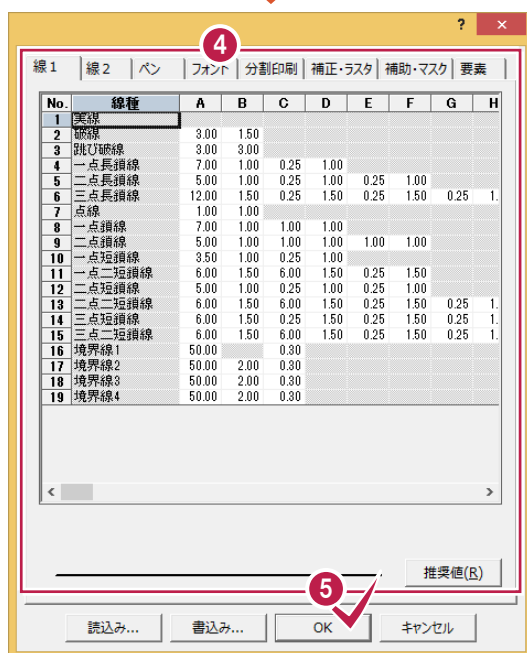 ? ×
4
線1 線2 ペン フォント 分割印刷 補正・ラスタ 補助・マスク 要素
No. 線種 A B C D E F G H
1 実線
2 破線 3.00 1.50
3 跳び破線 3.00 3.00
4 一点長鎖線 7.00 1.00 0.25 1.00
5 二点長鎖線 5.00 1.00 0.25 1.00 0.25 1.00
6 三点長鎖線 12.00 1.50 0.25 1.50 0.25 1.50 0.25 1.
7 点線 1.00 1.00
8 一点鎖線 7.00 1.00 1.00 1.00
9 二点鎖線 5.00 1.00 1.00 1.00 1.00 1.00
10 一点短鎖線 3.50 1.00 0.25 1.00
11 一点二短鎖線 6.00 1.50 6.00 1.50 0.25 1.50
12 二点短鎖線 5.00 1.00 0.25 1.00 0.25 1.00
13 二点二短鎖線 6.00 1.50 6.00 1.50 0.25 1.50 0.25 1.
14 三点短鎖線 6.00 1.50 0.25 1.50 0.25 1.50 0.25 1.
15 三点二短鎖線 6.00 1.50 6.00 1.50 0.25 1.50 0.25 1.
16 境界線1 50.00 0.30
17 境界線2 50.00 2.00 0.30
18 境界線3 50.00 2.00 0.30
19 境界線4 50.00 2.00 0.30
推奨値(R)
5
読込み... 書込み... OK キャンセル